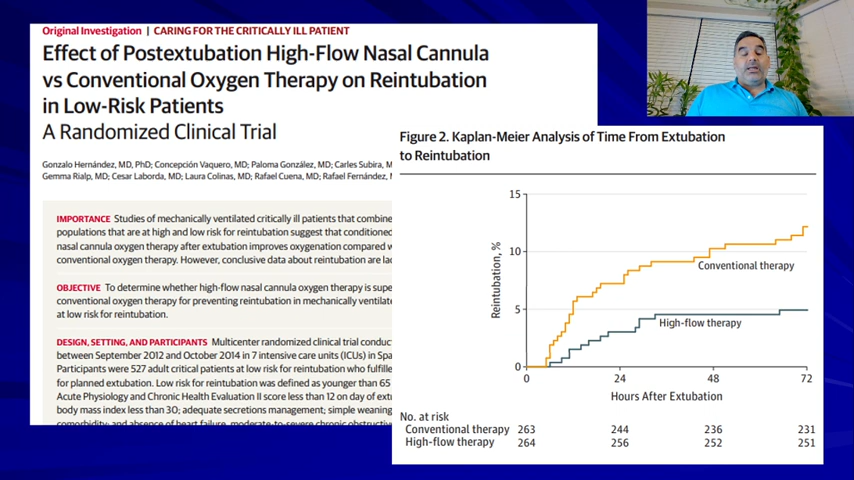 Original Investigation | CARING FOR THE CRITICALLY ILL PATIENT
Effect of Postextubation High-Flow Nasal Cannula
vs Conventional Oxygen Therapy on Reintubation
in Low-Risk Patients
A Randomized Clinical Trial
Gonzalo Hernández, MD, PhD; Concepción Vaquero, MD; Paloma González, MD; Carles Subira, M
Gemma Rialp, MD; Cesar Laborda, MD; Laura Colinas, MD; Rafael Cuena, MD; Rafael Fernández,
IMPORTANCE Studies of mechanically ventilated critically ill patients that combine
populations that are at high and low risk for reintubation suggest that conditioned
nasal cannula oxygen therapy after extubation improves oxygenation compared w
conventional oxygen therapy. However, conclusive data about reintubation are lac
OBJECTIVE To determine whether high-flow nasal cannula oxygen therapy is supe
conventional oxygen therapy for preventing reintubation in mechanically ventilate
at low risk for reintubation.
DESIGN, SETTING, AND PARTICIPANTS Multicenter randomized clinical trial conduc
between September 2012 and October 2014 in 7 intensive care units (ICUs) in Spa
Participants were 527 adult critical patients at low risk for reintubation who fulfille
for planned extubation. Low risk for reintubation was defined as younger than 65
Acute Physiology and Chronic Health Evaluation II score less than 12 on day of ext
body mass index less than 30; adequate secretions management; simple weaning
comorbidity; and absence of heart failure, moderate-to-severe chronic obstructive
Figure 2. Kaplan-Meier Analysis of Time From Extubation
to Reintubation
15
10
5
0
Reintubation, %
Conventional therapy
High-flow therapy
0 24 48 72
Hours After Extubation
No. at risk
Conventional therapy 263 244 236 231
High-flow therapy 264 256 252 251